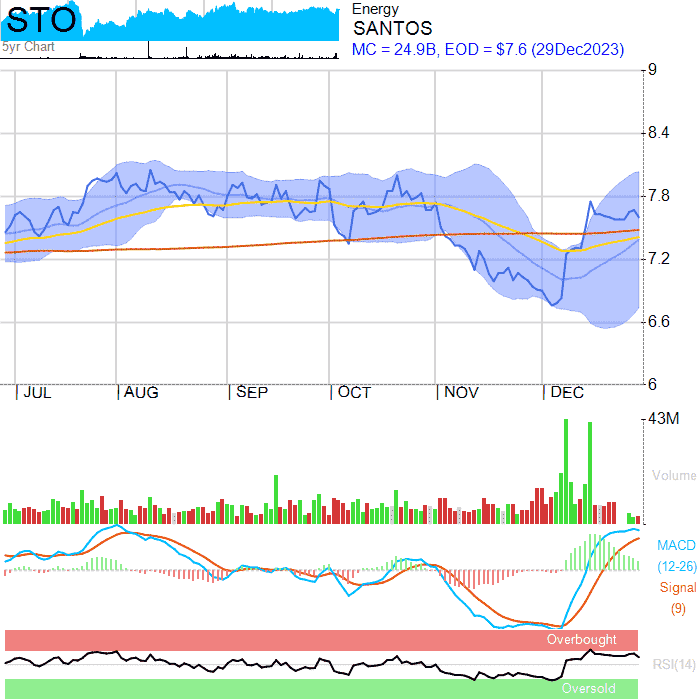 STO
5yr Chart
Energy
SANTOS
MC = 24.9B, EOD = $7.6 (29Dec2023)
9
8.4
7.8
7.2
6.6
6
JUL AUG SEP OCT NOV DEC
43M
Volume
MACD
(12-26)
Signal
(9)
Overbought
RSI(14)
Oversold